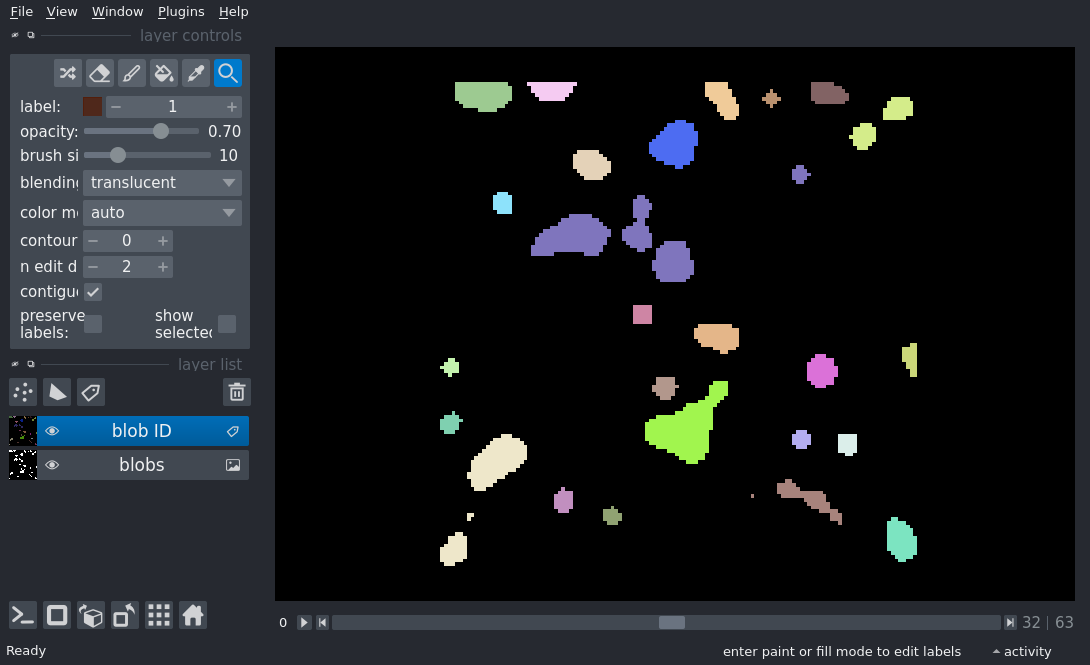 File View Window Plugins Help
layer controls
label: 1
opacity: 0.70
brush si 10
blending translucent
color m auto
contour 0
n edit d 2
contigu
preserve labels: show selected
layer list
blob ID
blobs
0 32 | 63
Ready enter paint or fill mode to edit labels activity